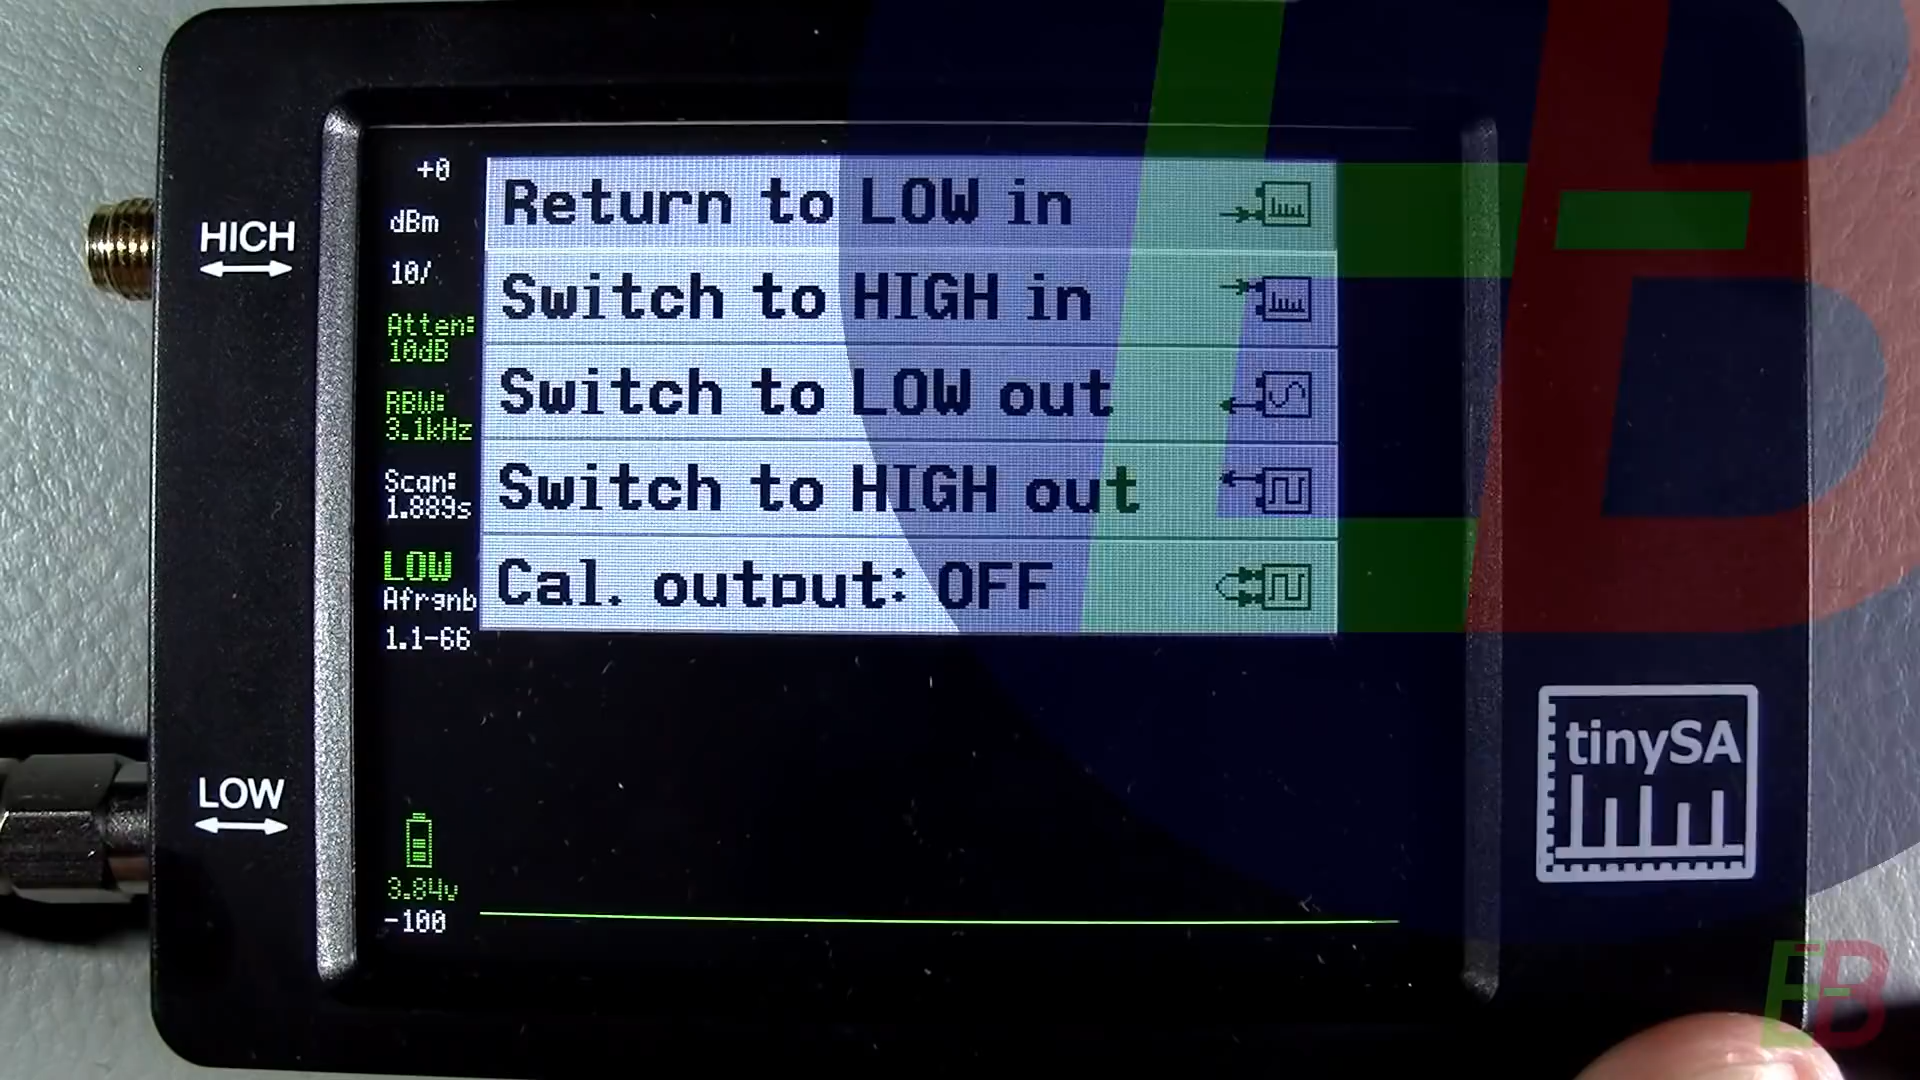 HIGH
LOW
+0
dBm
10/
Atten:
10dB
RBW:
3.1kHz
Scan:
1.889s
LOW
Afrgnb
1.1-66
3.84v
-100
Return to LOW in
Switch to HIGH in
Switch to LOW out
Switch to HIGH out
Cal. output: OFF
tinySA
EB